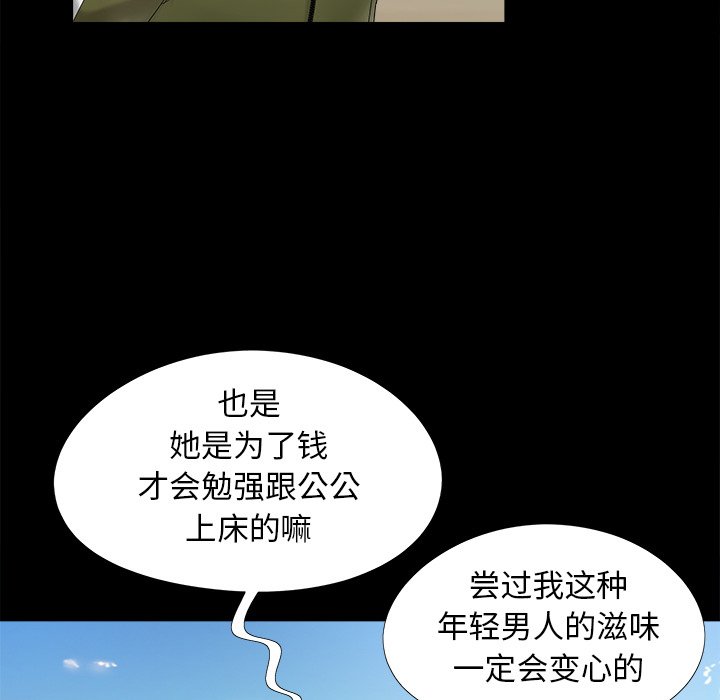 也是
她是为了钱
才会勉强跟公公
上床的嘛
尝过我这种
年轻男人的滋味
一定会变心的